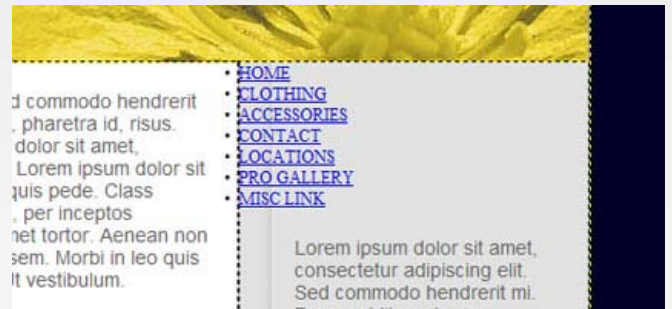 HOME
CLOTHING
ACCESSORIES
CONTACT
LOCATIONS
PRO GALLERY
MISC LINK
commodo hendrerit
, pharetra id, risus.
dolor sit amet,
Lorem ipsum dolor sit
quis pede. Class
, per inceptos
tortor. Aenean non
sem. Morbi in leo quis
vestibulum.
Lorem ipsum dolor sit amet,
consectetur adipiscing elit.
Sed commodo hendrerit mi.